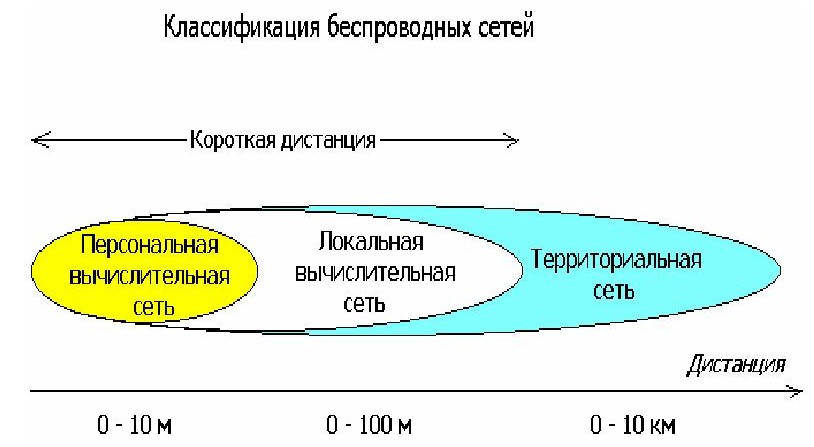 Классификация беспроводных сетей
Короткая дистанция
Персональная
вычислительная
сеть
Локальная
вычислительная
сеть
Территориальная
сеть
Дистанция
0 - 10 м
0 - 100 м
0 - 10 км